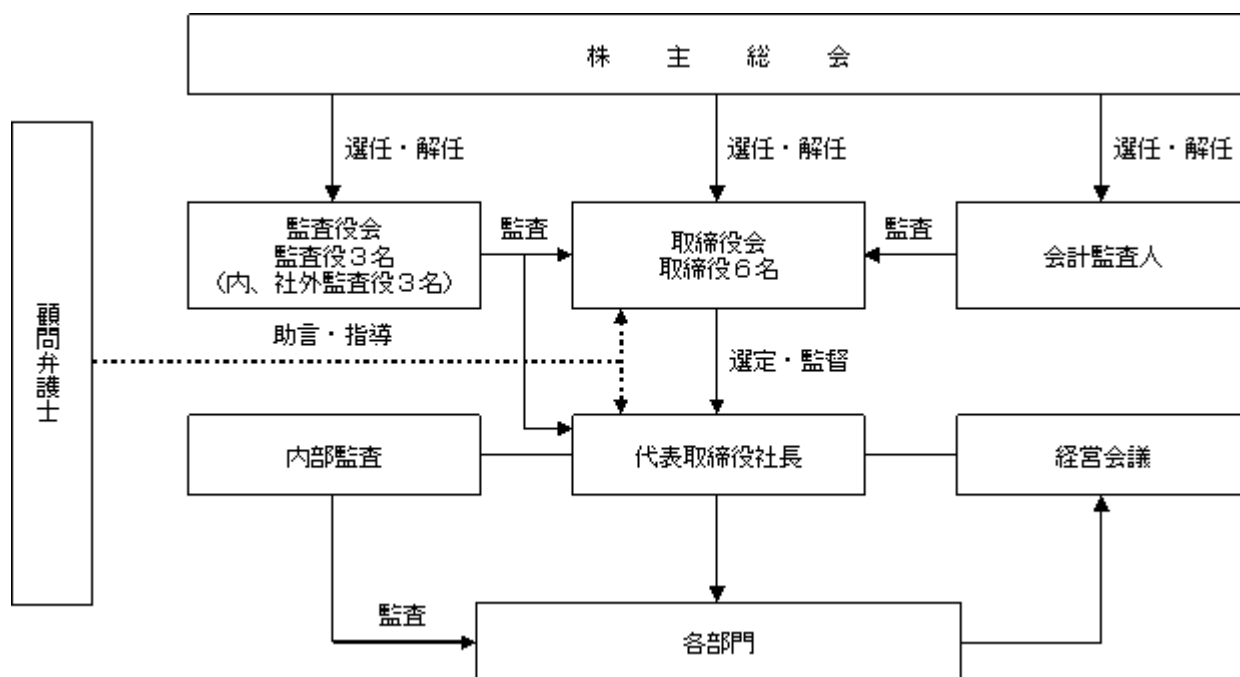 株主総会
選任・解任
選任・解任
選任・解任
監査役会
監査役3名
(内、社外監査役3名)
監査
取締役会
取締役6名
監査
会計監査人
顧問弁護士
助言・指導
選定・監督
内部監査
代表取締役社長
経営会議
監査
各部門